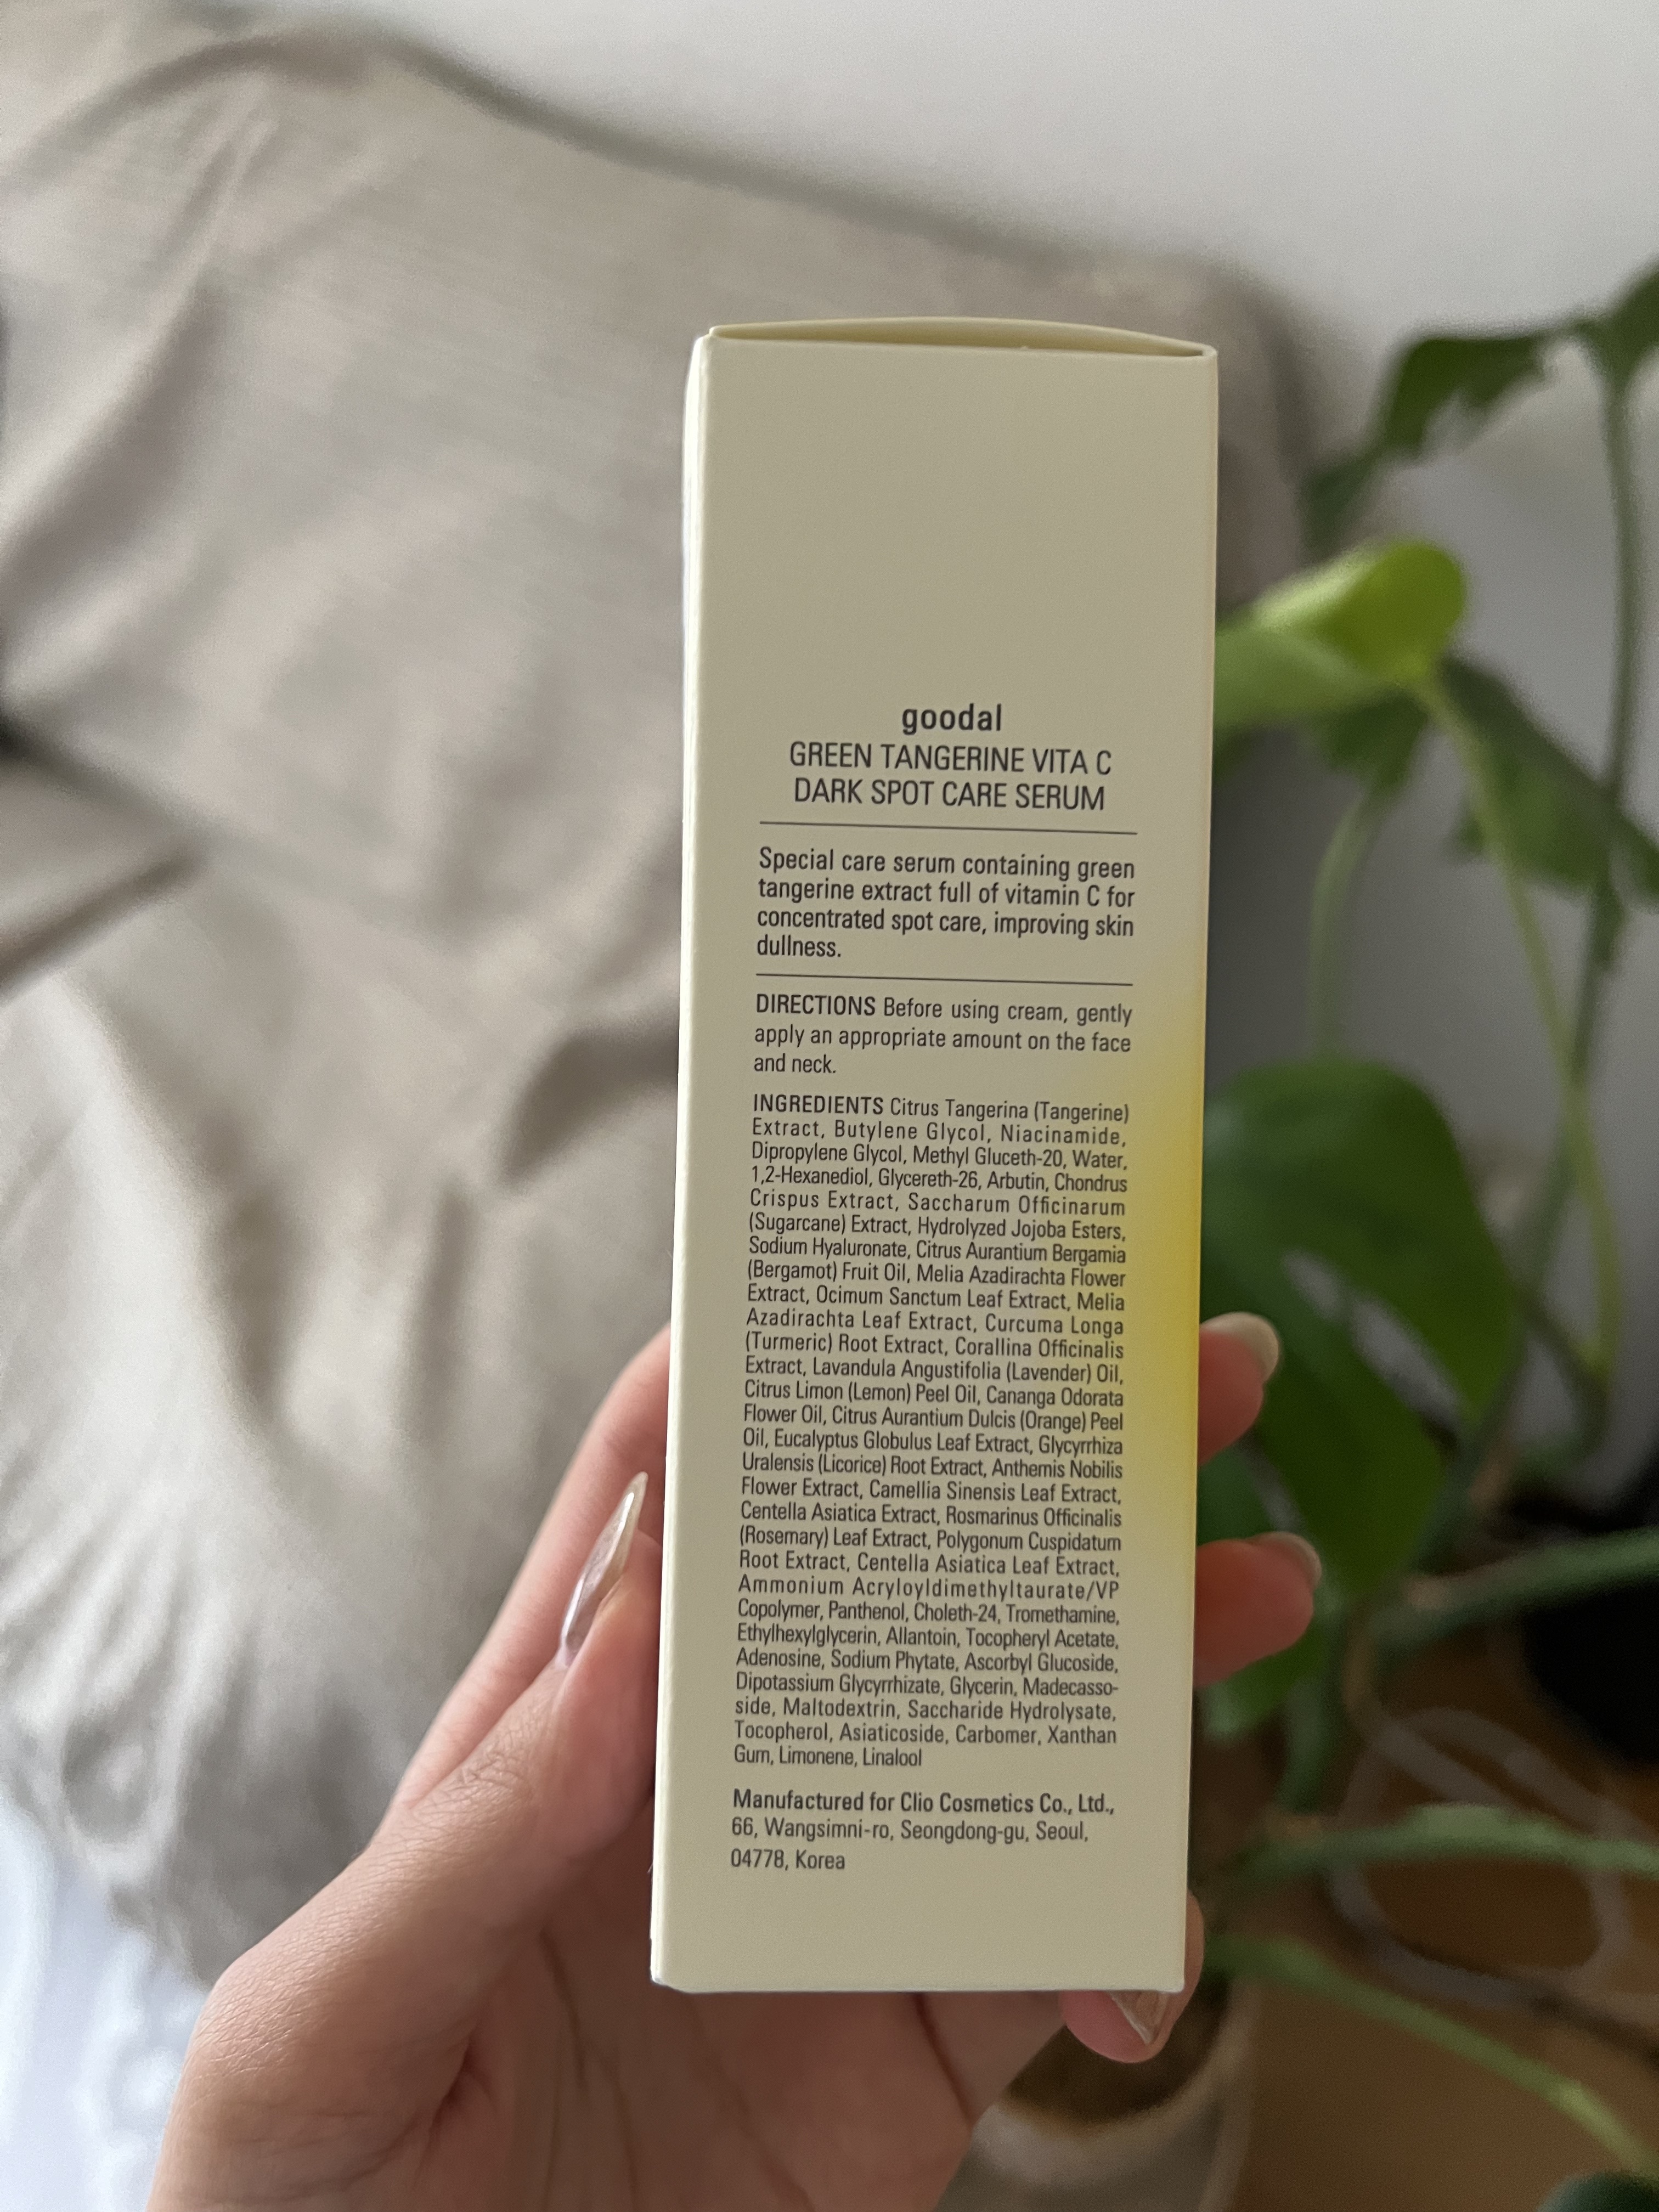 goodal
GREEN TANGERINE VITA C
DARK SPOT CARE SERUM
Special care serum containing green
tangerine extract full of vitamin C for
concentrated spot care, improving skin
dullness.
DIRECTIONS Before using cream, gently
apply an appropriate amount on the face
and neck.
INGREDIENTS Citrus Tangerina (Tangerine)
Extract, Butylene Glycol, Niacinamide,
Dipropylene Glycol, Methyl Gluceth-20, Water,
1,2-Hexanediol, Glycereth-26, Arbutin, Chondrus
Crispus Extract, Saccharum Officinarum
(Sugarcane) Extract, Hydrolyzed Jojoba Esters,
Sodium Hyaluronate, Citrus Aurantium Bergamia
(Bergamot) Fruit Oil, Melia Azadirachta Flower
Extract, Ocimum Sanctum Leaf Extract, Melia
Azadirachta Leaf Extract, Curcuma Longa
(Turmeric) Root Extract, Corallina Officinalis
Extract, Lavandula Angustifolia (Lavender) Oil,
Citrus Limon (Lemon) Peel Oil, Cananga Odorata
Flower Oil, Citrus Aurantium Dulcis (Orange) Peel
Oil, Eucalyptus Globulus Leaf Extract, Glycyrrhiza
Uralensis (Licorice) Root Extract, Anthemis Nobilis
Flower Extract, Camellia Sinensis Leaf Extract,
Centella Asiatica Extract, Rosmarinus Officinalis
(Rosemary) Leaf Extract, Polygonum Cuspidatum
Root Extract, Centella Asiatica Leaf Extract,
Ammonium Acryloyldimethyltaurate/VP
Copolymer, Panthenol, Choleth-24, Tromethamine,
Ethylhexylglycerin, Allantoin, Tocopheryl Acetate,
Adenosine, Sodium Phytate, Ascorbyl Glucoside,
Dipotassium Glycyrrhizate, Glycerin, Madecasso-
side, Maltodextrin, Saccharide Hydrolysate,
Tocopherol, Asiaticoside, Carbomer, Xanthan
Gum, Limonene, Linalool
Manufactured for Clio Cosmetics Co., Ltd.,
66, Wangsimni-ro, Seongdong-gu, Seoul,
04778, Korea